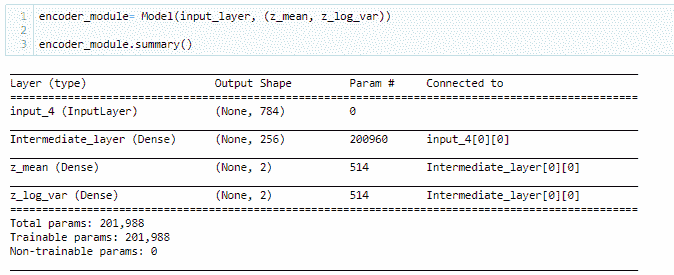 1 encoder_module= Model(input_layer, (z_mean, z_log_var))
2
3 encoder_module.summary()
Layer (type) Output Shape Param # Connected to
input_4 (InputLayer) (None, 784) 0
Intermediate_layer (Dense) (None, 256) 200960 input_4[0][0]
z_mean (Dense) (None, 2) 514 Intermediate_layer[0][0]
z_log_var (Dense) (None, 2) 514 Intermediate_layer[0][0]
Total params: 201,988
Trainable params: 201,988
Non-trainable params: 0